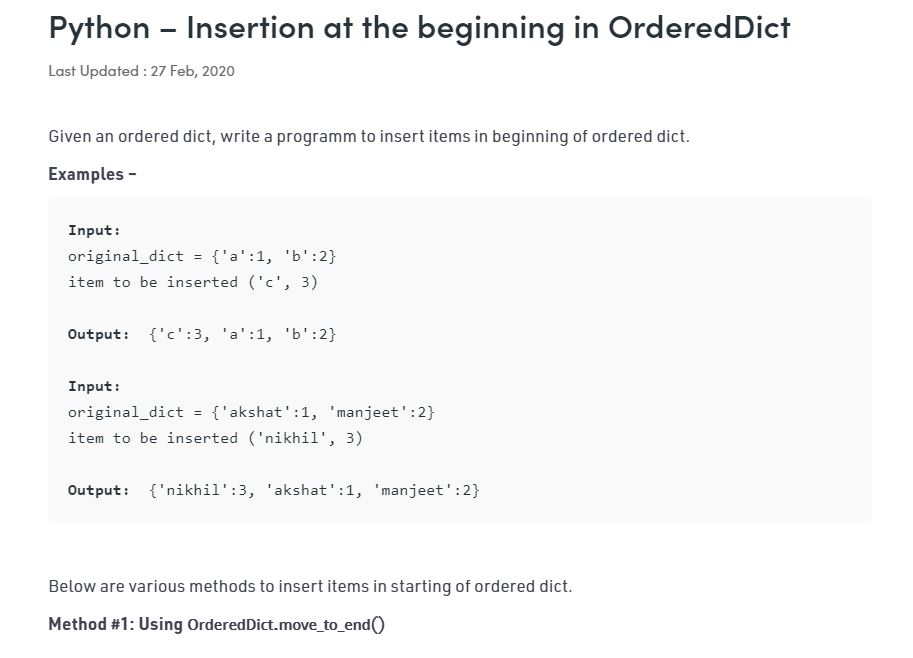 Python – Insertion at the beginning in OrderedDict
Last Updated : 27 Feb, 2020
Given an ordered dict, write a programm to insert items in beginning of ordered dict.
Examples –
Input:
original_dict = {'a':1, 'b':2}
item to be inserted ('c', 3)
Output:  {'c':3, 'a':1, 'b':2}
Input:
original_dict = {'akshat':1, 'manjeet':2}
item to be inserted ('nikhil', 3)
Output:  {'nikhil':3, 'akshat':1, 'manjeet':2}
Below are various methods to insert items in starting of ordered dict.
Method #1: Using OrderedDict.move_to_end()